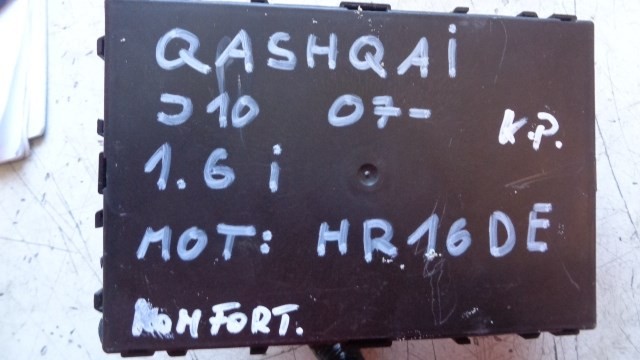 QASHQAi
J10 07-
K.P.
1.6 i
MOT: HR16DE
KOMFORT.